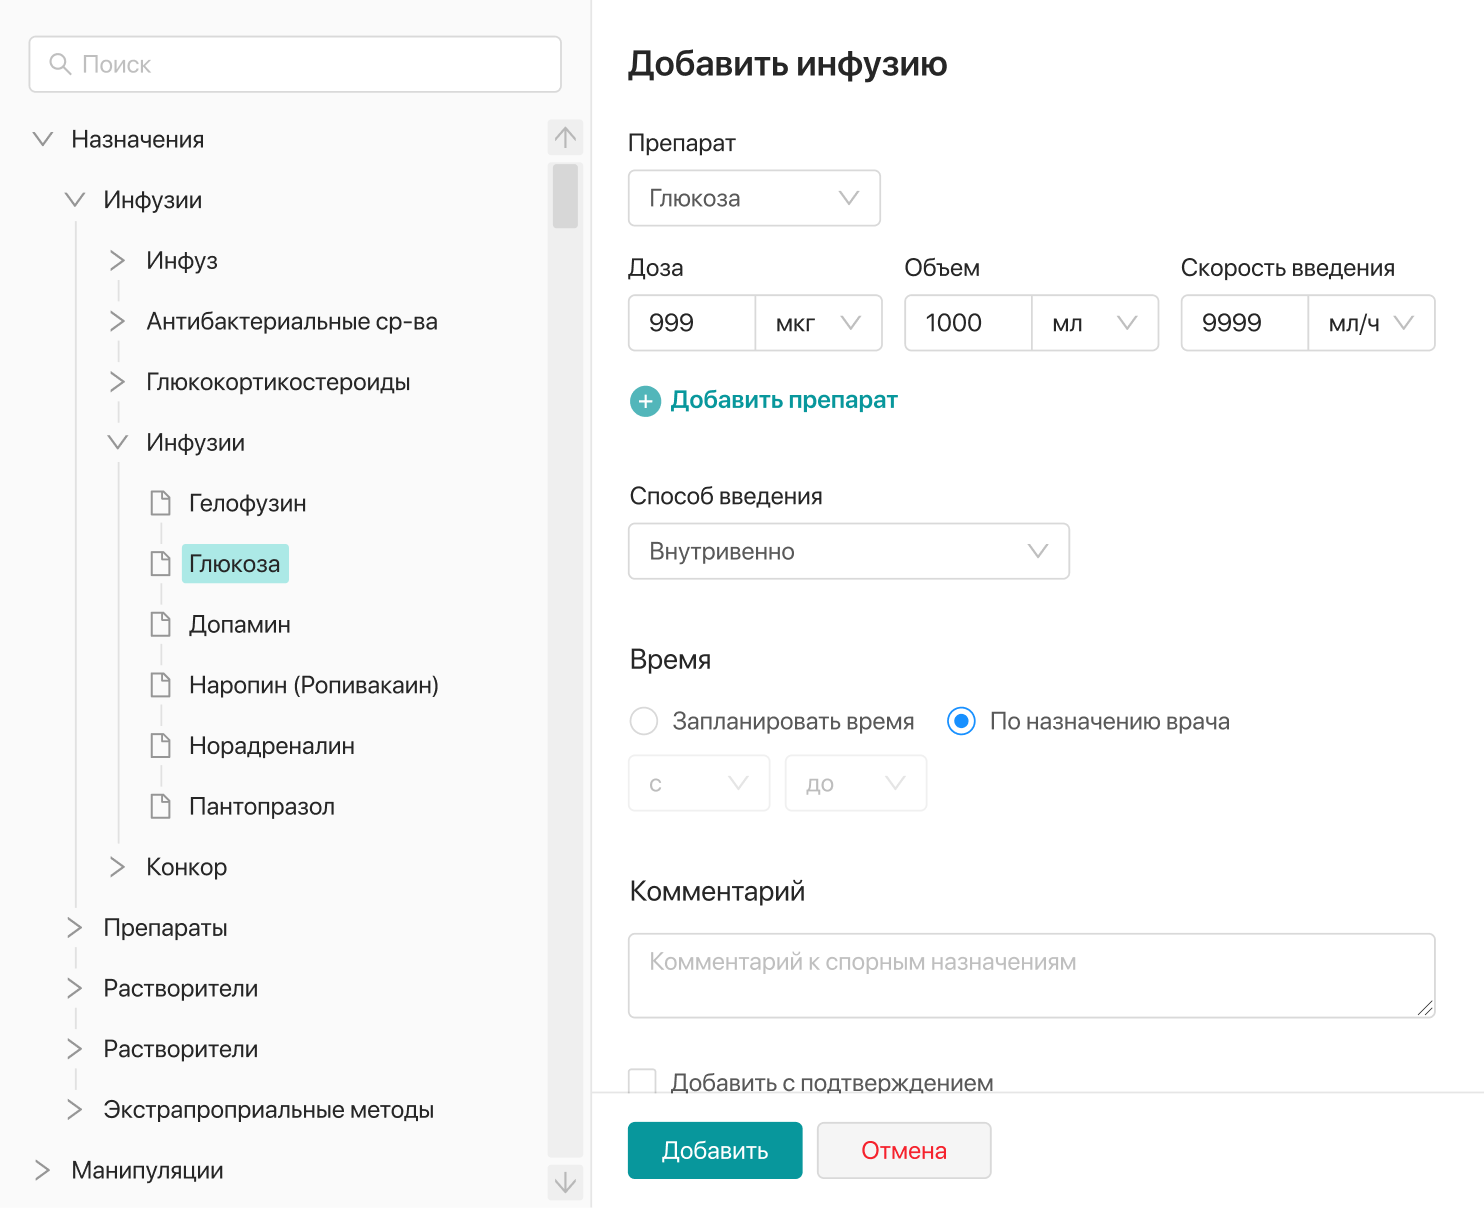 Поиск
Назначения
Инфузии
Инфуз
Антибактериальные ср-ва
Глюкокортикостероиды
Инфузии
Гелофузин
Глюкоза
Допамин
Наропин (Ропивакаин)
Норадреналин
Пантопразол
Конкор
Препараты
Растворители
Растворители
Экстрапроприальные методы
Манипуляции
Добавить инфузию
Препарат
Глюкоза
Доза Объем Скорость введения
999 мкг 1000 мл 9999 мл/ч
Добавить препарат
Способ введения
Внутривенно
Время
Запланировать время По назначению врача
с до
Комментарий
Комментарий к спорным назначениям
Добавить с подтверждением
Добавить Отмена